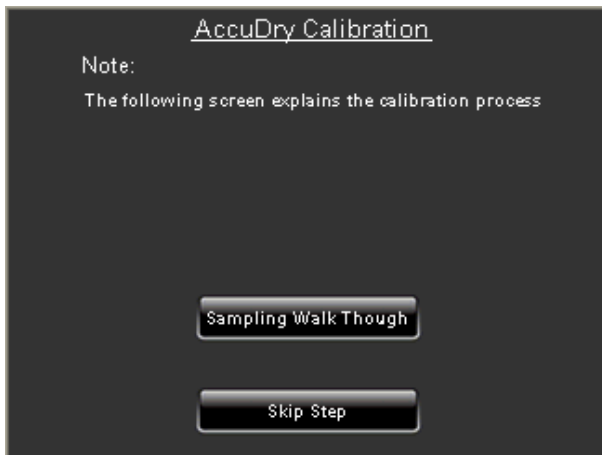 AccuDry Calibration
Note:
The following screen explains the calibration process
Sampling Walk Though
Skip Step